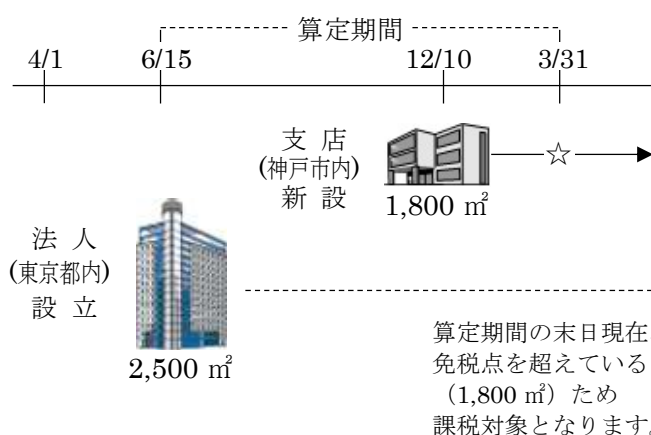 算定期間
4/1 6/15 12/10 3/31
支店
(神戸市内)
新設
☆
1,800 ㎡
法人
(東京都内)
設立
2,500 ㎡
算定期間の末日現在
免税点を超えている
(1,800 ㎡)ため
課税対象となります。